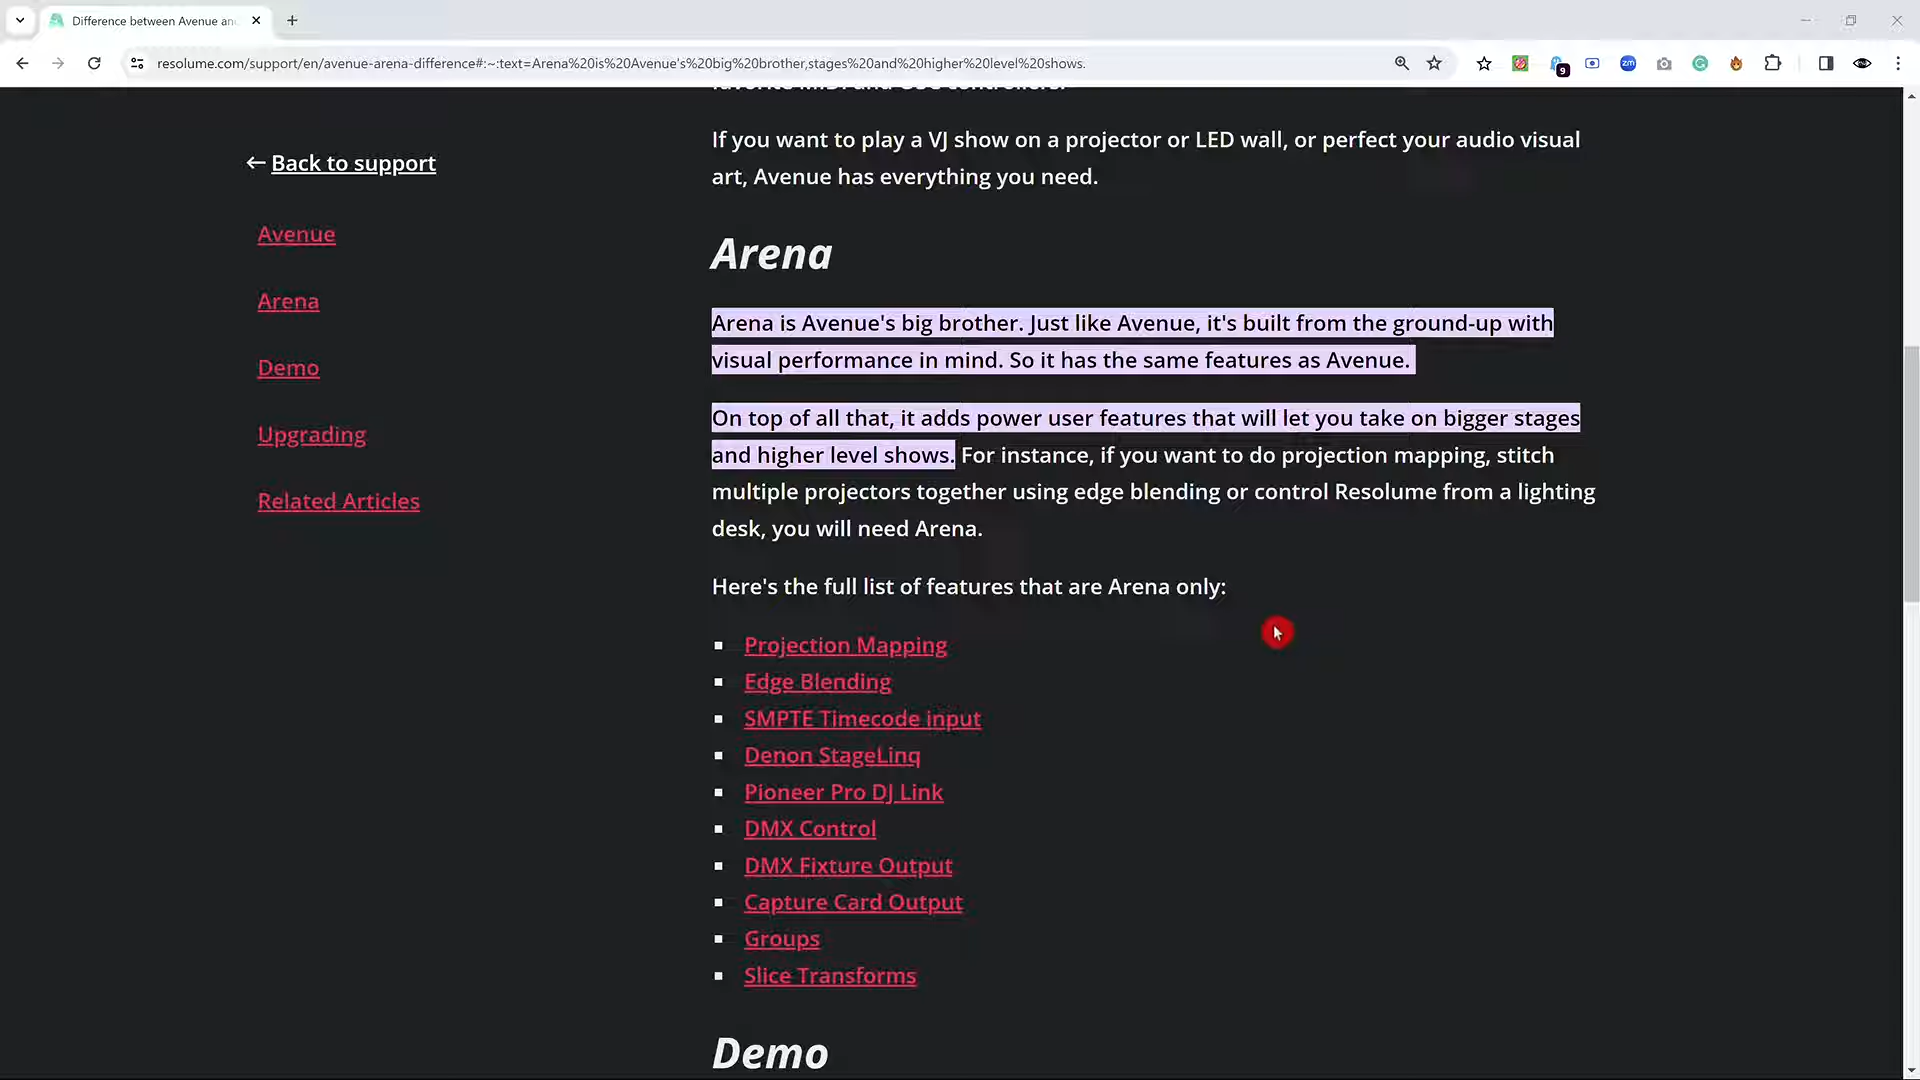 Difference between Avenue an
resolume.com/support/en/avenue-arena-difference#:~:text=Arena%20is%20Avenue's%20big%20brother,stages%20and%20higher%20level%20shows.
9
zm
Back to support
Avenue
Arena
Demo
Upgrading
Related Articles
favorite MIDI and OSC controllers.
If you want to play a VJ show on a projector or LED wall, or perfect your audio visual
art, Avenue has everything you need.
Arena
Arena is Avenue's big brother. Just like Avenue, it's built from the ground-up with
visual performance in mind. So it has the same features as Avenue.
On top of all that, it adds power user features that will let you take on bigger stages
and higher level shows. For instance, if you want to do projection mapping, stitch
multiple projectors together using edge blending or control Resolume from a lighting
desk, you will need Arena.
Here's the full list of features that are Arena only:
Projection Mapping
Edge Blending
SMPTE Timecode input
Denon StageLinq
Pioneer Pro DJ Link
DMX Control
DMX Fixture Output
Capture Card Output
Groups
Slice Transforms
Demo